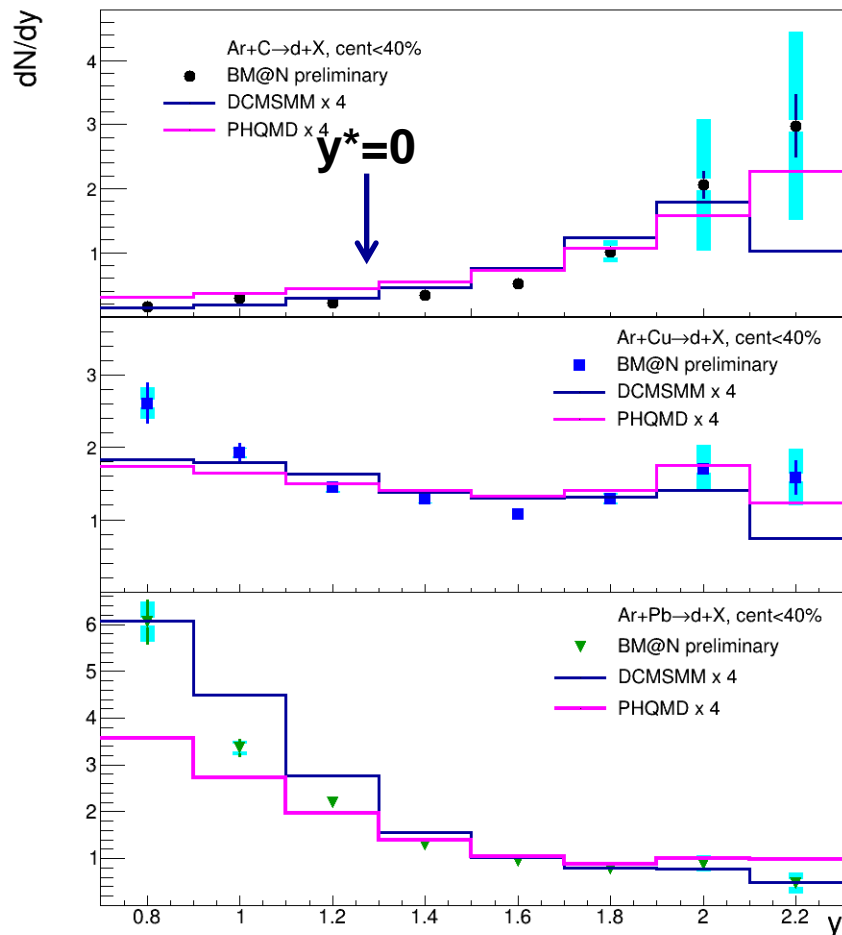 dN/dy
Ar+C→d+X, cent<40%
BM@N preliminary
DCMSMM x 4
PHQMD x 4
y*=0
4
3
2
1
Ar+Cu→d+X, cent<40%
BM@N preliminary
DCMSMM x 4
PHQMD x 4
3
2
1
Ar+Pb→d+X, cent<40%
BM@N preliminary
DCMSMM x 4
PHQMD x 4
6
5
4
3
2
1
0.8 1 1.2 1.4 1.6 1.8 2 2.2 y